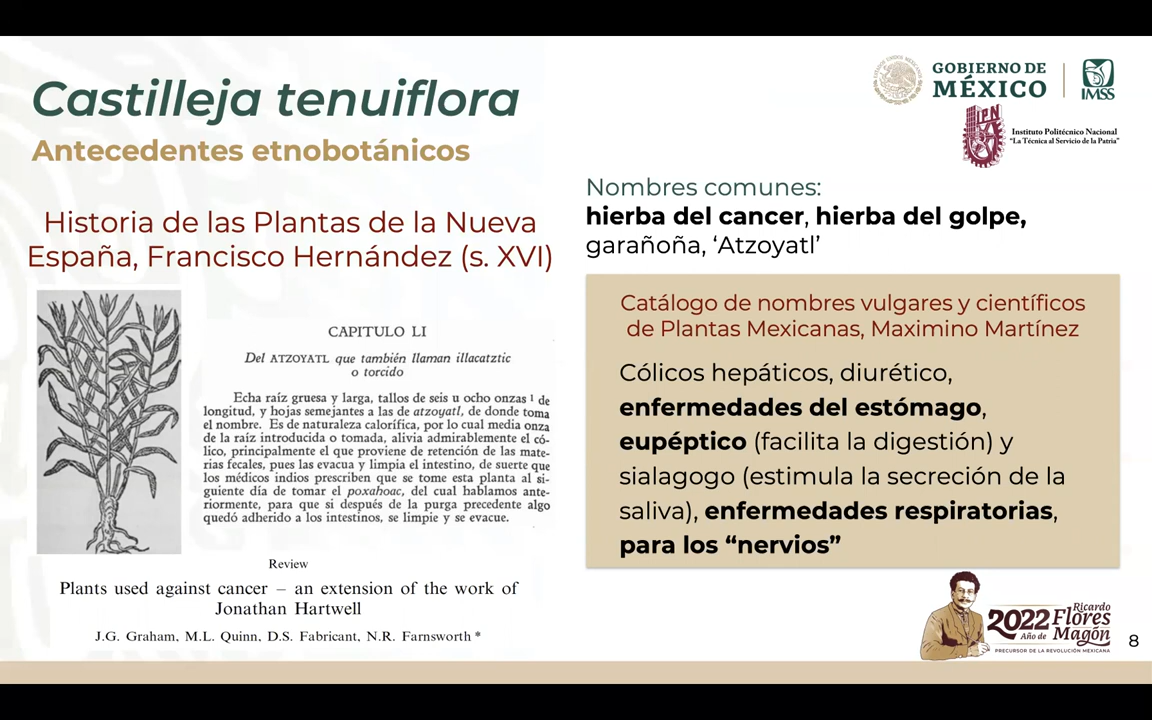 Castilleja tenuiflora
Antecedentes etnobotánicos
GOBIERNO DE
MÉXICO
IMSS
IPN
Instituto Politécnico Nacional
"La Técnica al Servicio de la Patria"
Historia de las Plantas de la Nueva
España, Francisco Hernández (s. XVI)
CAPITULO LI
Del ATZOYATL que también llaman illacatztic
o torcido
Echa raíz gruesa y larga, tallos de seis u ocho onzas ¹ de
longitud, y hojas semejantes a las de atzoyatl, de donde toma
el nombre. Es de naturaleza calorífica, por lo cual media onza
de la raíz introducida o tomada, alivia admirablemente el có-
lico, principalmente el que proviene de retención de las mate-
rias fecales, pues las evacua y limpia el intestino, de suerte que
los médicos indios prescriben que se tome esta planta al si-
guiente día de tomar el poxahoac, del cual hablamos ante-
riormente, para que si después de la purga precedente algo
quedó adherido a los intestinos, se limpie y se evacue.
Review
Plants used against cancer – an extension of the work of
Jonathan Hartwell
J.G. Graham, M.L. Quinn, D.S. Fabricant, N.R. Farnsworth *
Nombres comunes:
hierba del cancer, hierba del golpe,
garañoña, ‘Atzoyatl’
Catálogo de nombres vulgares y científicos
de Plantas Mexicanas, Maximino Martínez
Cólicos hepáticos, diurético,
enfermedades del estómago,
eupéptico (facilita la digestión) y
sialagogo (estimula la secreción de la
saliva), enfermedades respiratorias,
para los “nervios”
2022 Ricardo
Flores
Año de Magón
PRECURSOR DE LA REVOLUCIÓN MEXICANA
8